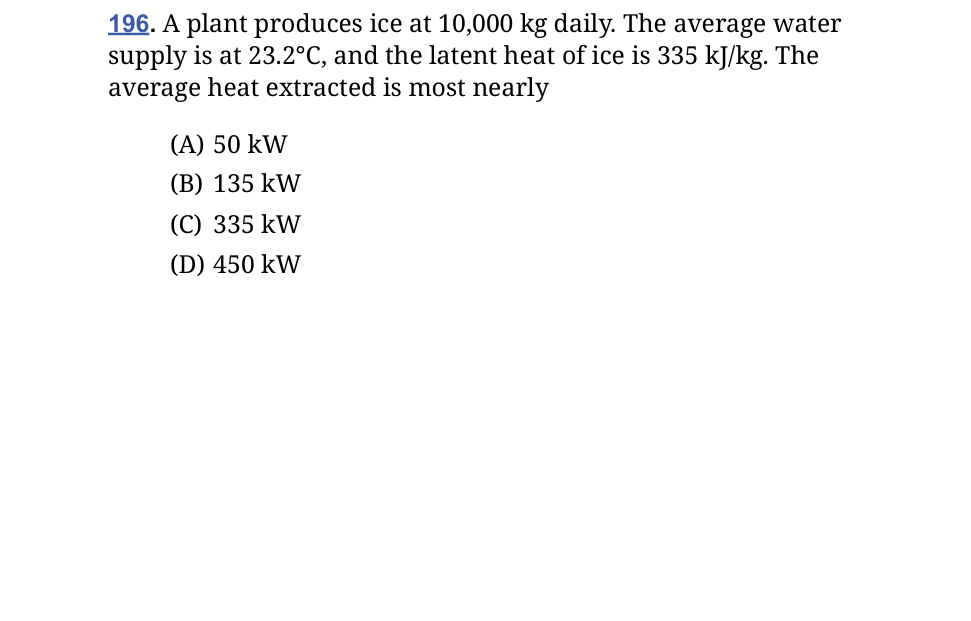 196. A plant produces ice at 10,000 kg daily. The average water
supply is at 23.2°C, and the latent heat of ice is 335 kJ/kg. The
average heat extracted is most nearly
(A) 50 kW
(B) 135 kW
(C) 335 kW
(D) 450 kW